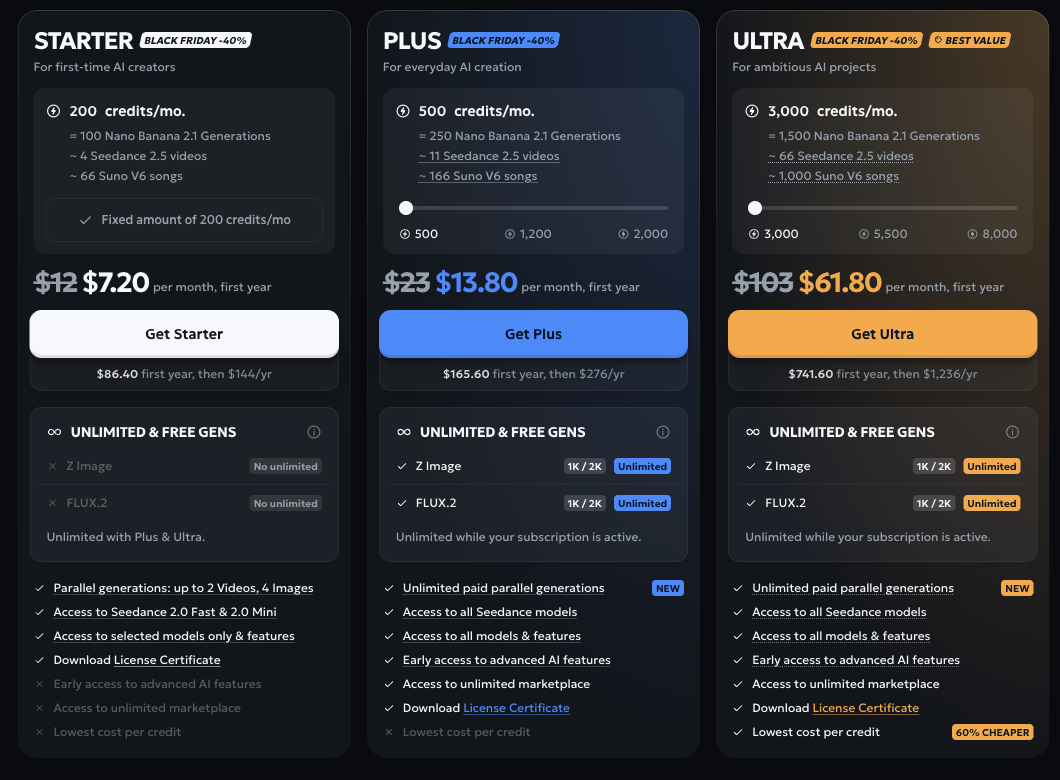 STARTER BLACK FRIDAY -40%
For first-time AI creators
200 credits/mo.
= 100 Nano Banana 2.1 Generations
~ 4 Seedance 2.5 videos
~ 66 Suno V6 songs
Fixed amount of 200 credits/mo
$12 $7.20 per month, first year
Get Starter
$86.40 first year, then $144/yr
UNLIMITED & FREE GENS
Z Image No unlimited
FLUX.2 No unlimited
Unlimited with Plus & Ultra.
Parallel generations: up to 2 Videos, 4 Images
Access to Seedance 2.0 Fast & 2.0 Mini
Access to selected models only & features
Download License Certificate
Early access to advanced AI features
Access to unlimited marketplace
Lowest cost per credit
PLUS BLACK FRIDAY -40%
For everyday AI creation
500 credits/mo.
= 250 Nano Banana 2.1 Generations
~ 11 Seedance 2.5 videos
~ 166 Suno V6 songs
500 1,200 2,000
$23 $13.80 per month, first year
Get Plus
$165.60 first year, then $276/yr
UNLIMITED & FREE GENS
Z Image 1K / 2K Unlimited
FLUX.2 1K / 2K Unlimited
Unlimited while your subscription is active.
Unlimited paid parallel generations NEW
Access to all Seedance models
Access to all models & features
Early access to advanced AI features
Access to unlimited marketplace
Download License Certificate
Lowest cost per credit
ULTRA BLACK FRIDAY -40% BEST VALUE
For ambitious AI projects
3,000 credits/mo.
= 1,500 Nano Banana 2.1 Generations
~ 66 Seedance 2.5 videos
~ 1,000 Suno V6 songs
3,000 5,500 8,000
$103 $61.80 per month, first year
Get Ultra
$741.60 first year, then $1,236/yr
UNLIMITED & FREE GENS
Z Image 1K / 2K Unlimited
FLUX.2 1K / 2K Unlimited
Unlimited while your subscription is active.
Unlimited paid parallel generations NEW
Access to all Seedance models
Access to all models & features
Early access to advanced AI features
Access to unlimited marketplace
Download License Certificate
Lowest cost per credit 60% CHEAPER